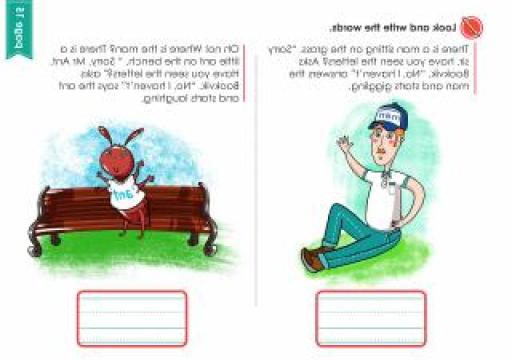 Look and write the words.
There is a man sitting on the grass. "Sorry
sir, have you seen the letters? Asks
Bookvik. "No, I haven't!" answers the
man and starts giggling.
man
Oh no! Where is the man? There is a
little ant on the bench. " Sorry, Mr. Ant.
Have you seen the letters? asks
Bookvik. "No, I haven't!" says the ant
and starts laughing.
ant
page 15